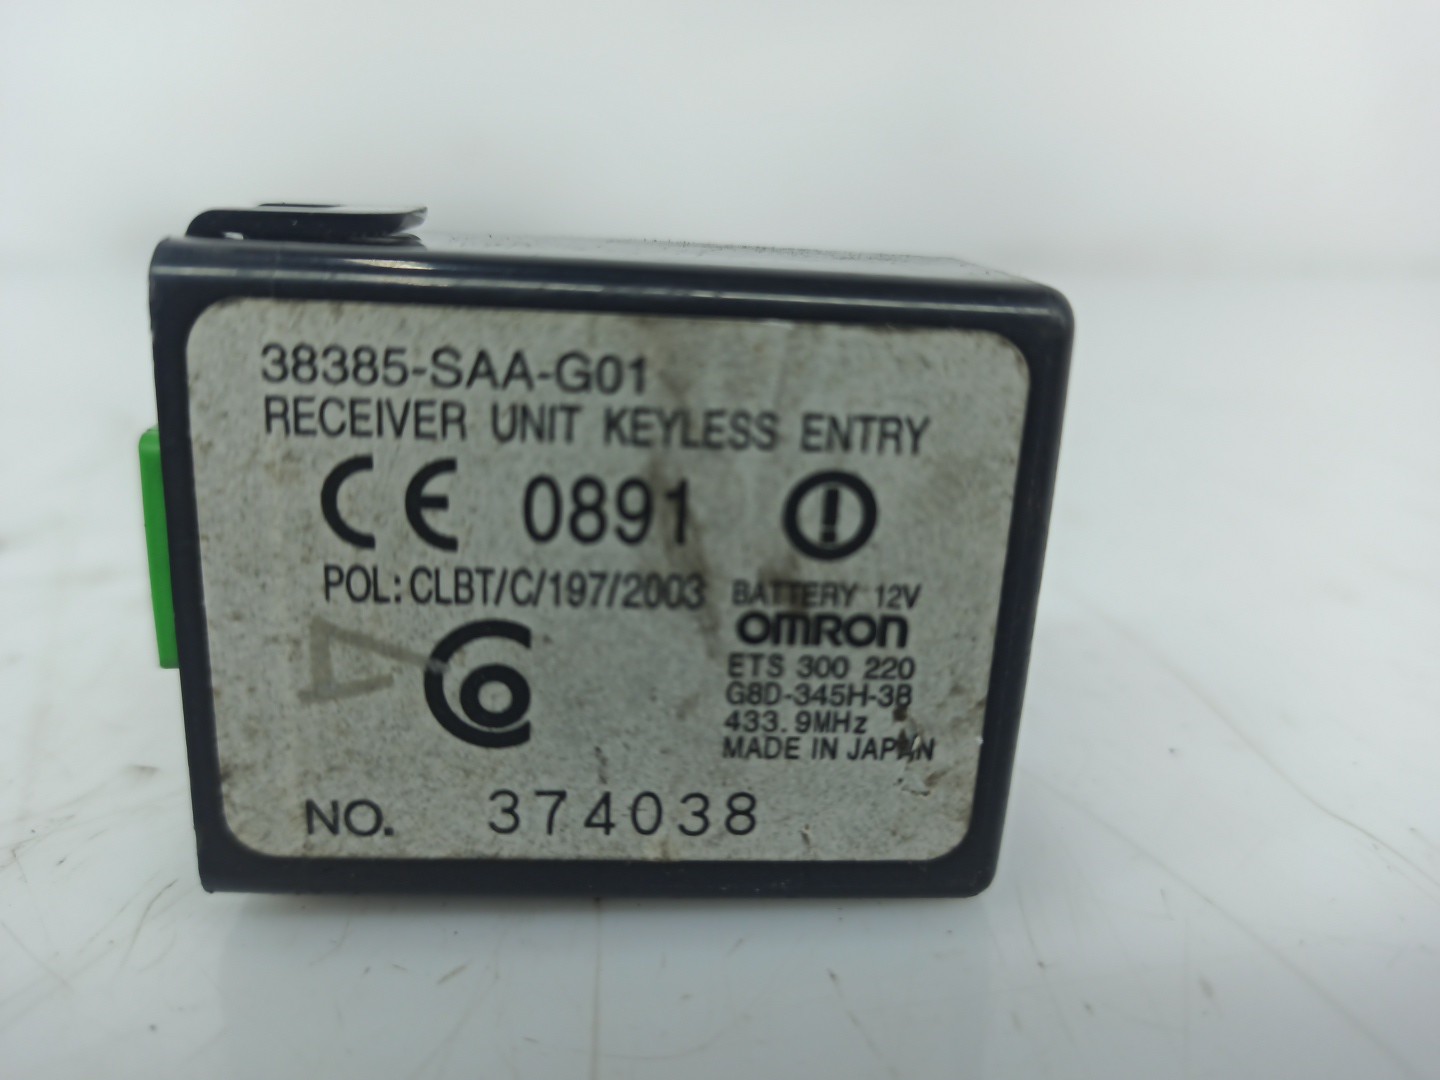 38385-SAA-G01
RECEIVER UNIT KEYLESS ENTRY
CE 0891
POL: CLBT/C/197/2003
BATTERY 12V
OMRON
ETS 300 220
G8D-345H-3B
433.9MHz
MADE IN JAPAN
NO. 374038